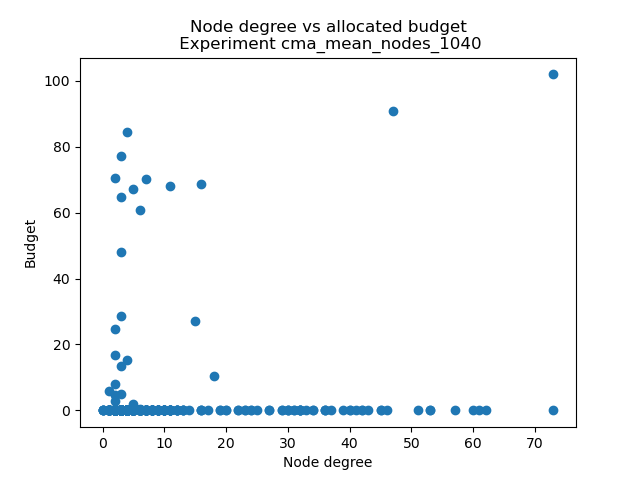 Node degree vs allocated budget
Experiment cma_mean_nodes_1040
100
80
60
40
20
0
Budget
0 10 20 30 40 50 60 70
Node degree